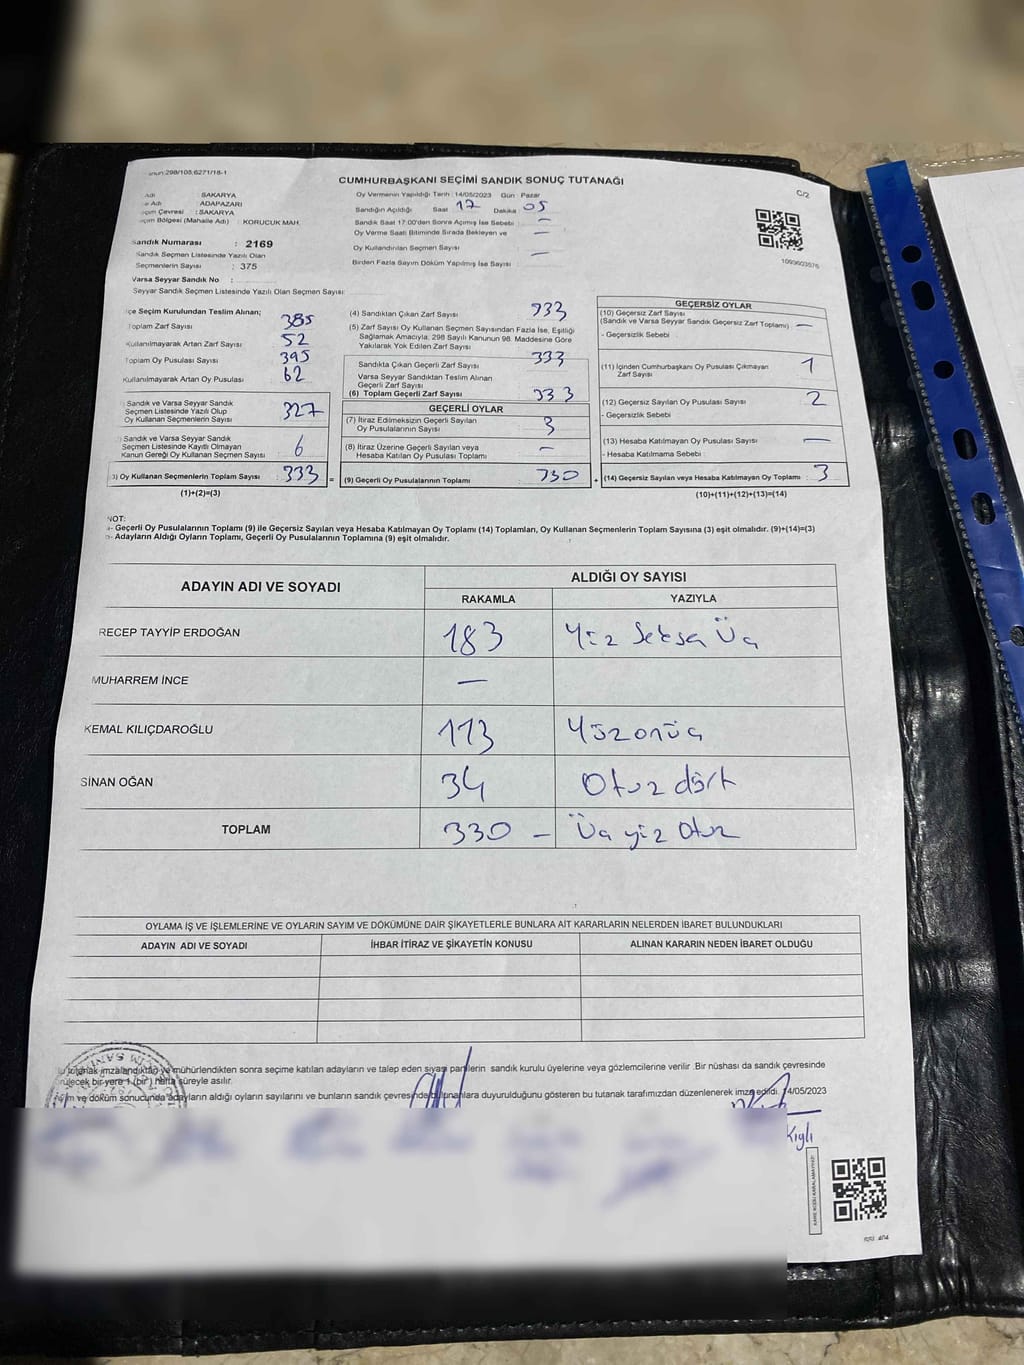 anun:298/105;6271/18-1
CUMHURBAŞKANI SEÇİMİ SANDIK SONUÇ TUTANAĞI
C/2
Adı SAKARYA
e Adı ADAPAZARI
çim Çevresi : SAKARYA
çim Bölgesi (Mahalle Adı) : KORUCUK MAH.
Sandık Numarası : 2169
Sandık Seçmen Listesinde Yazılı Olan
Seçmenlerin Sayısı : 375
Varsa Seyyar Sandık No :
Seyyar Sandık Seçmen Listesinde Yazılı Olan Seçmen Sayısı:
Oy Vermenin Yapıldığı Tarih : 14/05/2023 Gün : Pazar
Sandığın Açıldığı Saat 17 Dakika 05
Sandık Saat 17:00'den Sonra Açılmış İse Sebebi : —
Oy Verme Saati Bitiminde Sırada Bekleyen ve —
Oy Kullandırılan Seçmen Sayısı —
Birden Fazla Sayım Döküm Yapılmış İse Sayısı :
1093603576
lçe Seçim Kurulundan Teslim Alınan;
Toplam Zarf Sayısı 385
Kullanılmayarak Artan Zarf Sayısı 52
Toplam Oy Pusulası Sayısı 395
Kullanılmayarak Artan Oy Pusulası 62
Sandık ve Varsa Seyyar Sandık
Seçmen Listesinde Yazılı Olup
Oy Kullanan Seçmenlerin Sayısı 327
Sandık ve Varsa Seyyar Sandık
Seçmen Listesinde Kayıtlı Olmayan
Kanun Gereği Oy Kullanan Seçmen Sayısı 6
3) Oy Kullanan Seçmenlerin Toplam Sayısı : 333 =
(1)+(2)=(3)
(4) Sandıktan Çıkan Zarf Sayısı 333
(5) Zarf Sayısı Oy Kullanan Seçmen Sayısından Fazla İse, Eşitliği
Sağlamak Amacıyla, 298 Sayılı Kanunun 98. Maddesine Göre
Yakılarak Yok Edilen Zarf Sayısı
Sandıkta Çıkan Geçerli Zarf Sayısı 333
Varsa Seyyar Sandıktan Teslim Alınan
Geçerli Zarf Sayısı
(6) Toplam Geçerli Zarf Sayısı 333
GEÇERLİ OYLAR
(7) İtiraz Edilmeksizin Geçerli Sayılan
Oy Pusulalarının Sayısı : 3
(8) İtiraz Üzerine Geçerli Sayılan veya
Hesaba Katılan Oy Pusulası Toplamı : —
(9) Geçerli Oy Pusulalarının Toplamı : 330 +
GEÇERSİZ OYLAR
(10) Geçersiz Zarf Sayısı
(Sandık ve Varsa Seyyar Sandık Geçersiz Zarf Toplamı) : —
- Geçersizlik Sebebi :
(11) İçinden Cumhurbaşkanı Oy Pusulası Çıkmayan
Zarf Sayısı 1
(12) Geçersiz Sayılan Oy Pusulası Sayısı : 2
- Geçersizlik Sebebi
(13) Hesaba Katılmayan Oy Pusulası Sayısı : —
- Hesaba Katılmama Sebebi :
(14) Geçersiz Sayılan veya Hesaba Katılmayan Oy Toplamı : 3
(10)+(11)+(12)+(13)=(14)
NOT:
a- Geçerli Oy Pusulalarının Toplamı (9) ile Geçersiz Sayılan veya Hesaba Katılmayan Oy Toplamı (14) Toplamları, Oy Kullanan Seçmenlerin Toplam Sayısına (3) eşit olmalıdır. (9)+(14)=(3)
- Adayların Aldığı Oyların Toplamı, Geçerli Oy Pusulalarının Toplamına (9) eşit olmalıdır.
ADAYIN ADI VE SOYADI ALDIĞI OY SAYISI
RAKAMLA YAZIYLA
RECEP TAYYİP ERDOĞAN 183 Yüz Seksen Üç
MUHARREM İNCE —
KEMAL KILIÇDAROĞLU 113 Yüzonüç
SİNAN OĞAN 34 Otuz dört
TOPLAM 330 — Üç yüz Otuz
OYLAMA İŞ VE İŞLEMLERİNE VE OYLARIN SAYIM VE DÖKÜMÜNE DAİR ŞİKAYETLERLE BUNLARA AİT KARARLARIN NELERDEN İBARET BULUNDUKLARI
ADAYIN ADI VE SOYADI İHBAR İTİRAZ VE ŞİKAYETİN KONUSU ALINAN KARARIN NEDEN İBARET OLDUĞU
tutanak imzalandıktan ve mühürlendikten sonra seçime katılan adayların ve talep eden siyasi partilerin sandık kurulu üyelerine veya gözlemcilerine verilir. Bir nüshası da sandık çevresinde
bir yere 1 (bir) hafta süreyle asılır.
ve döküm sonucunda adayların aldığı oyların sayılarını ve bunların sandık çevresinde bulunanlara duyurulduğunu gösteren bu tutanak tarafımızdan düzenlenerek imza edildi. 14/05/2023